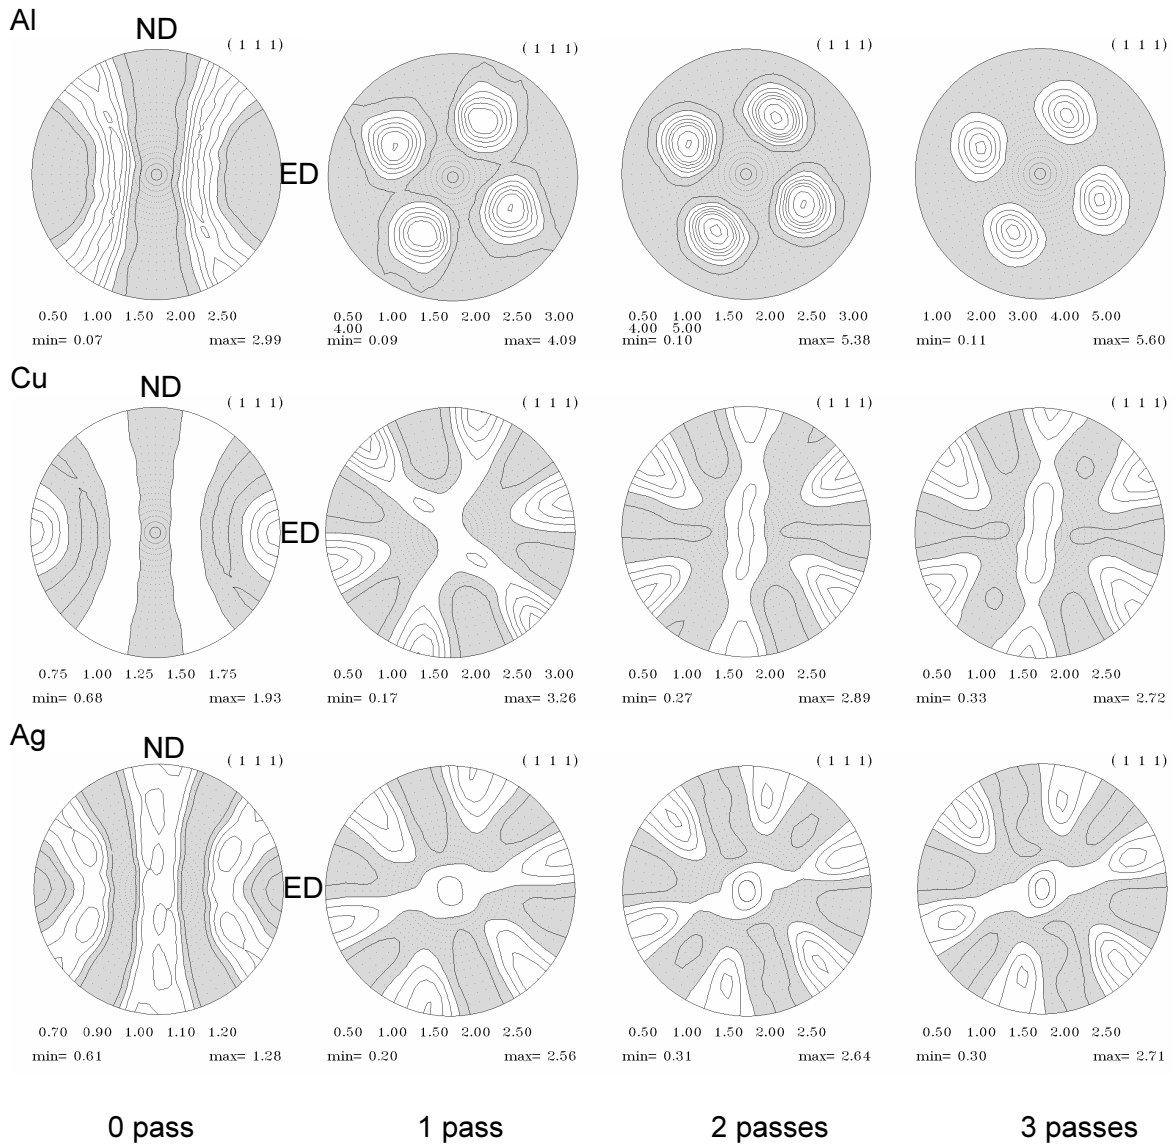 Al
ND
( 1 1 1) ( 1 1 1) ( 1 1 1) ( 1 1 1)
ED
0.50 1.00 1.50 2.00 2.50 0.50 1.00 1.50 2.00 2.50 3.00 0.50 1.00 1.50 2.00 2.50 3.00 1.00 2.00 3.00 4.00 5.00
4.00 4.00 5.00
min= 0.07 max= 2.99 min= 0.09 max= 4.09 min= 0.10 max= 5.38 min= 0.11 max= 5.60
Cu
ND
( 1 1 1) ( 1 1 1) ( 1 1 1) ( 1 1 1)
ED
0.75 1.00 1.25 1.50 1.75 0.50 1.00 1.50 2.00 2.50 3.00 0.50 1.00 1.50 2.00 2.50 0.50 1.00 1.50 2.00 2.50
min= 0.68 max= 1.93 min= 0.17 max= 3.26 min= 0.27 max= 2.89 min= 0.33 max= 2.72
Ag
ND
( 1 1 1) ( 1 1 1) ( 1 1 1) ( 1 1 1)
ED
0.70 0.90 1.00 1.10 1.20 0.50 1.00 1.50 2.00 2.50 0.50 1.00 1.50 2.00 2.50 0.50 1.00 1.50 2.00 2.50
min= 0.61 max= 1.28 min= 0.20 max= 2.56 min= 0.31 max= 2.64 min= 0.30 max= 2.71
0 pass 1 pass 2 passes 3 passes